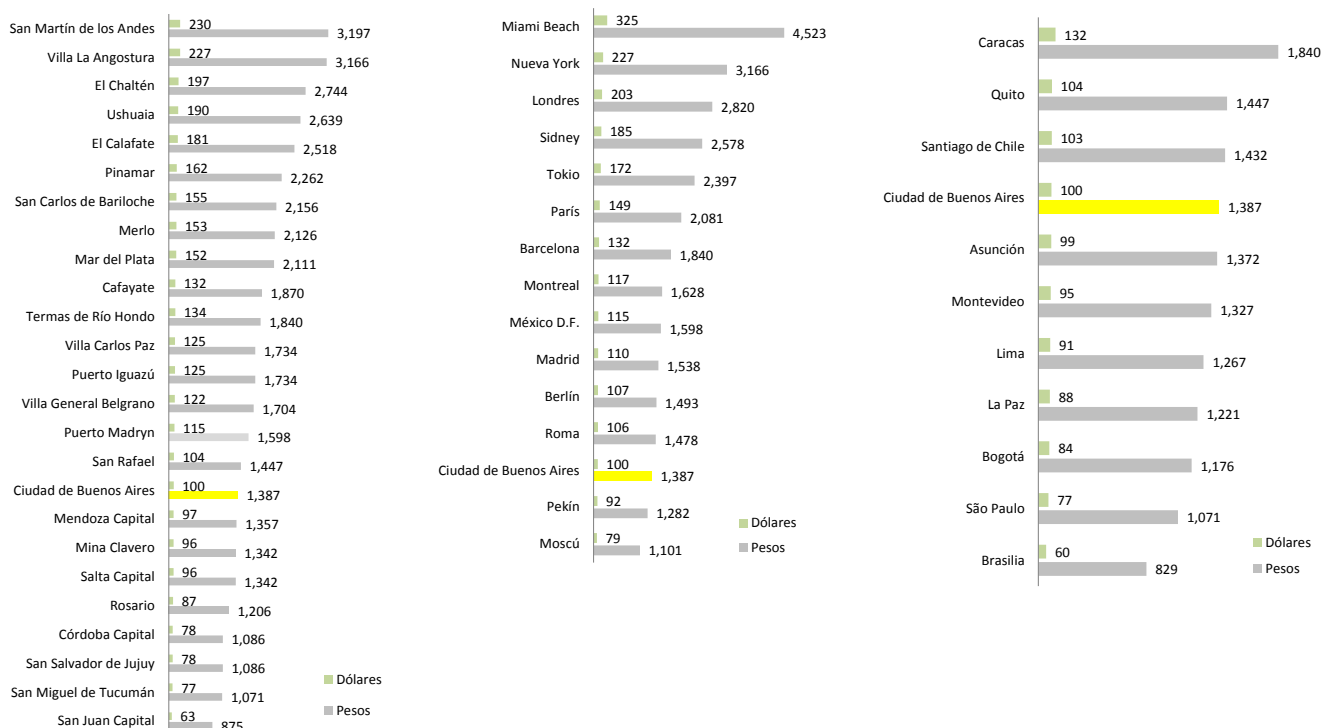 San Martín de los Andes 230 3,197
Villa La Angostura 227 3,166
El Chaltén 197 2,744
Ushuaia 190 2,639
El Calafate 181 2,518
Pinamar 162 2,262
San Carlos de Bariloche 155 2,156
Merlo 153 2,126
Mar del Plata 152 2,111
Cafayate 132 1,870
Termas de Río Hondo 134 1,840
Villa Carlos Paz 125 1,734
Puerto Iguazú 125 1,734
Villa General Belgrano 122 1,704
Puerto Madryn 115 1,598
San Rafael 104 1,447
Ciudad de Buenos Aires 100 1,387
Mendoza Capital 97 1,357
Mina Clavero 96 1,342
Salta Capital 96 1,342
Rosario 87 1,206
Córdoba Capital 78 1,086
San Salvador de Jujuy 78 1,086
San Miguel de Tucumán 77 1,071
San Juan Capital 63 875
Dólares
Pesos
Miami Beach 325 4,523
Nueva York 227 3,166
Londres 203 2,820
Sidney 185 2,578
Tokio 172 2,397
París 149 2,081
Barcelona 132 1,840
Montreal 117 1,628
México D.F. 115 1,598
Madrid 110 1,538
Berlín 107 1,493
Roma 106 1,478
Ciudad de Buenos Aires 100 1,387
Pekín 92 1,282
Moscú 79 1,101
Dólares
Pesos
Caracas 132 1,840
Quito 104 1,447
Santiago de Chile 103 1,432
Ciudad de Buenos Aires 100 1,387
Asunción 99 1,372
Montevideo 95 1,327
Lima 91 1,267
La Paz 88 1,221
Bogotá 84 1,176
São Paulo 77 1,071
Brasilia 60 829
Dólares
Pesos